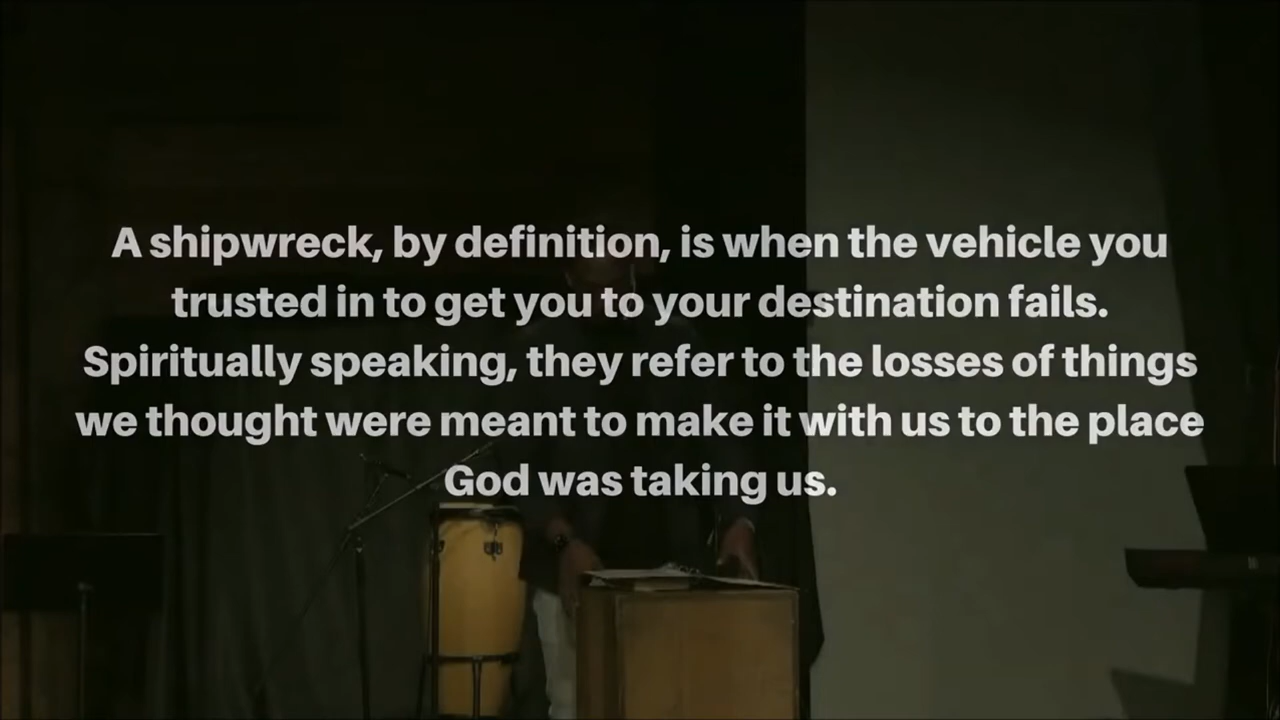 A shipwreck, by definition, is when the vehicle you
trusted in to get you to your destination fails.
Spiritually speaking, they refer to the losses of things
we thought were meant to make it with us to the place
God was taking us.